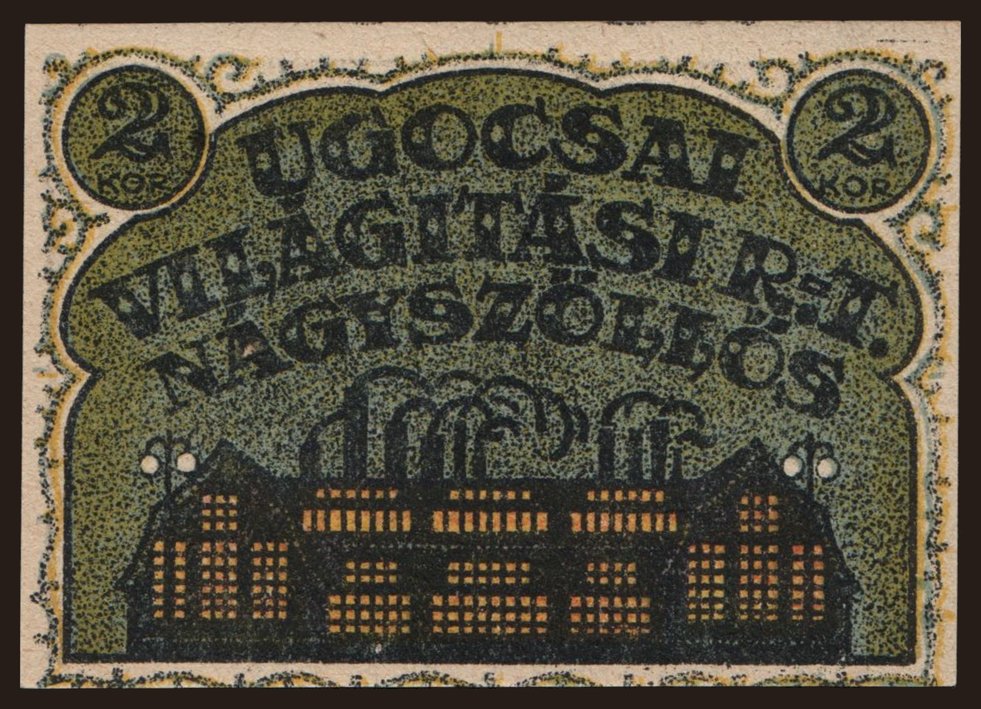 2 KOR
2 KOR
UGOCSAI
VILÁGITÁSI R.-T.
NAGYSZŐLLŐS